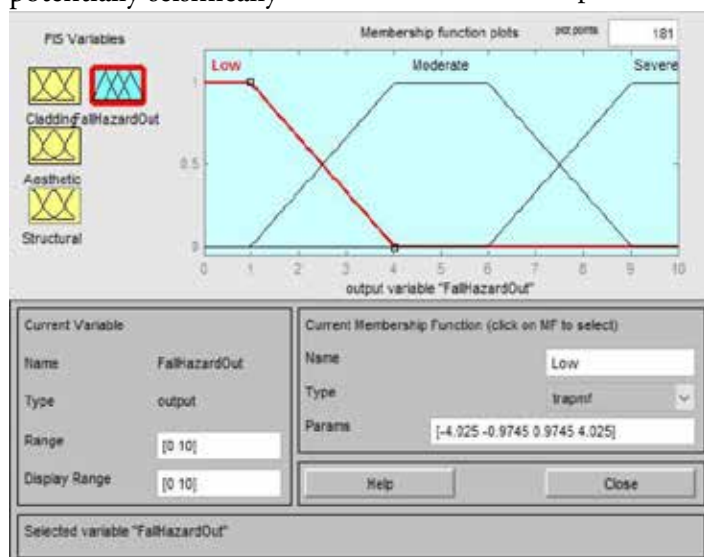 potentially seismically
FIS Variables
Membership function plots
plot points
181
Cladding
FallHazardOut
Aesthetic
Structural
Low
Moderate
Severe
1
0.5
0
0 1 2 3 4 5 6 7 8 9 10
output variable "FallHazardOut"
Current Variable
Name FallHazardOut
Type output
Range [0 10]
Display Range [0 10]
Current Membership Function (click on MF to select)
Name Low
Type trapmf
Params [-4.025 -0.9745 0.9745 4.025]
Help
Close
Selected variable "FallHazardOut"